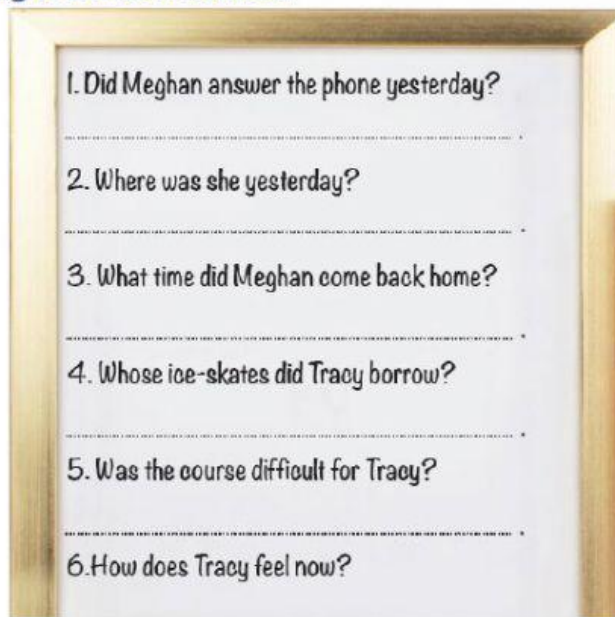 1. Did Meghan answer the phone yesterday?
2. Where was she yesterday?
3. What time did Meghan come back home?
4. Whose ice-skates did Tracy borrow?
5. Was the course difficult for Tracy?
6.How does Tracy feel now?